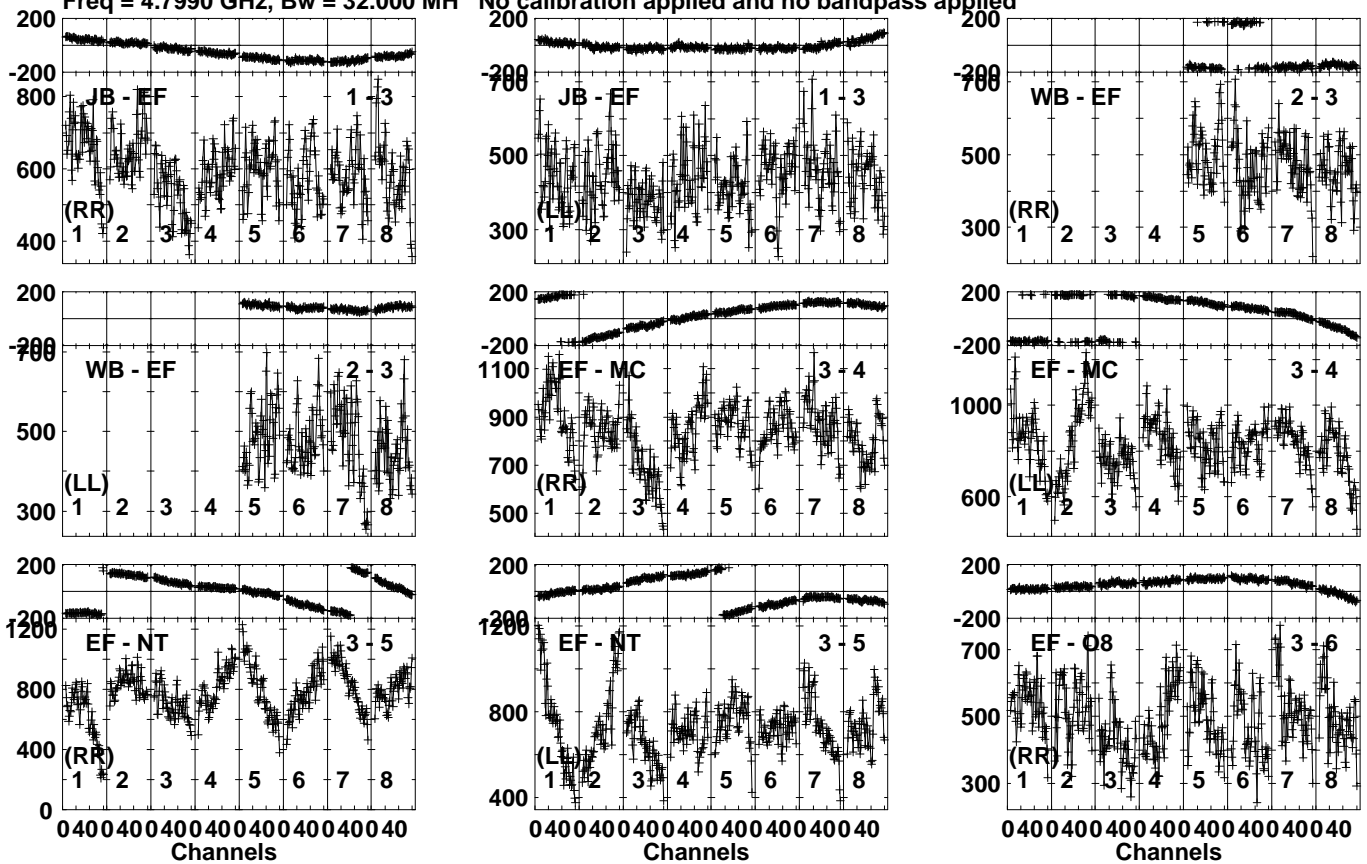 Freq = 4.7990 GHz, Bw = 32.000 MH No calibration applied and no bandpass applied
200
-200
800
600
400
JB - EF 1 - 3
(RR)
1 2 3 4 5 6 7 8
200
-200
700
500
300
JB - EF 1 - 3
(LL)
1 2 3 4 5 6 7 8
200
-200
700
500
300
WB - EF 2 - 3
(RR)
1 2 3 4 5 6 7 8
200
-200
700
500
300
WB - EF 2 - 3
(LL)
1 2 3 4 5 6 7 8
200
-200
1100
900
700
500
EF - MC 3 - 4
(RR)
1 2 3 4 5 6 7 8
200
-200
1000
600
EF - MC 3 - 4
(LL)
1 2 3 4 5 6 7 8
200
-200
1200
800
400
0
EF - NT 3 - 5
(RR)
1 2 3 4 5 6 7 8
0 40 0 40 0 40 0 40 0 40 0 40 0 40 0 40
Channels
200
-200
1200
800
400
EF - NT 3 - 5
(LL)
1 2 3 4 5 6 7 8
0 40 0 40 0 40 0 40 0 40 0 40 0 40 0 40
Channels
200
-200
700
500
300
EF - O8 3 - 6
(RR)
1 2 3 4 5 6 7 8
0 40 0 40 0 40 0 40 0 40 0 40 0 40 0 40
Channels